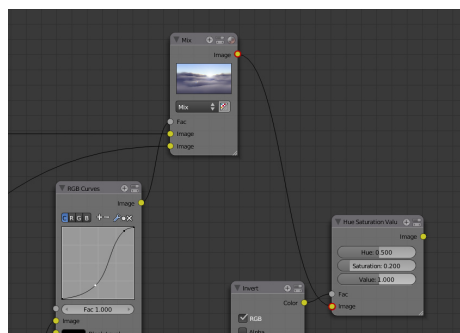 Mix
Image
Mix
Fac
Image
Image
RGB Curves
Image
C R G B
Fac 1.000
Image
Hue Saturation Valu
Image
Hue: 0.500
Saturation: 0.200
Value: 1.000
Fac
Image
Invert
Color
RGB